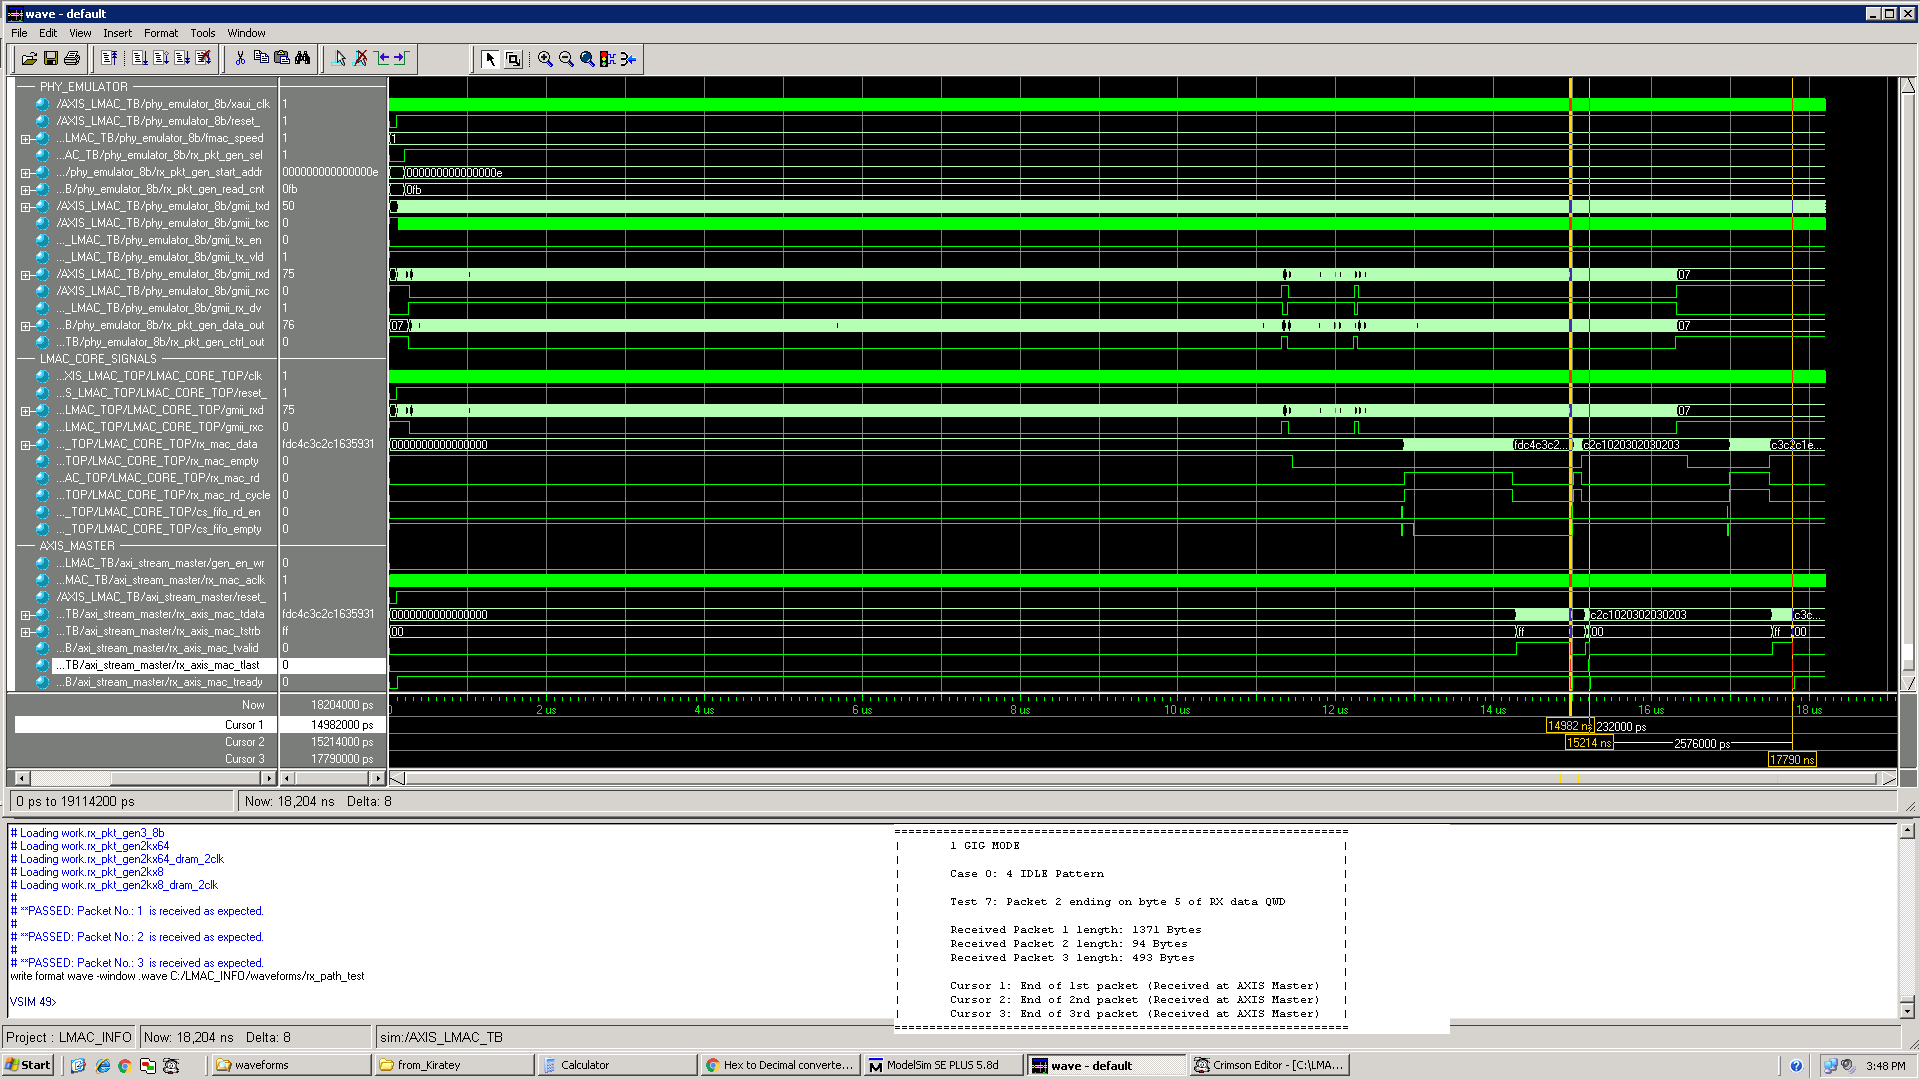 wave - default
File Edit View Insert Format Tools Window
PHY_EMULATOR
/AXIS_LMAC_TB/phy_emulator_8b/xaui_clk 1
/AXIS_LMAC_TB/phy_emulator_8b/reset_ 1
...LMAC_TB/phy_emulator_8b/fmac_speed 1 1
...AC_TB/phy_emulator_8b/rx_pkt_gen_sel 1
.../phy_emulator_8b/rx_pkt_gen_start_addr 000000000000000e 000000000000000e
...B/phy_emulator_8b/rx_pkt_gen_read_cnt 0fb 0fb
/AXIS_LMAC_TB/phy_emulator_8b/gmii_txd 50
/AXIS_LMAC_TB/phy_emulator_8b/gmii_txc 0
..._LMAC_TB/phy_emulator_8b/gmii_tx_en 0
..._LMAC_TB/phy_emulator_8b/gmii_tx_vld 1
/AXIS_LMAC_TB/phy_emulator_8b/gmii_rxd 75 07
/AXIS_LMAC_TB/phy_emulator_8b/gmii_rxc 0
..._LMAC_TB/phy_emulator_8b/gmii_rx_dv 1
...B/phy_emulator_8b/rx_pkt_gen_data_out 76 07 07
...TB/phy_emulator_8b/rx_pkt_gen_ctrl_out 0
LMAC_CORE_SIGNALS
...XIS_LMAC_TOP/LMAC_CORE_TOP/clk 1
...S_LMAC_TOP/LMAC_CORE_TOP/reset_ 1
...LMAC_TOP/LMAC_CORE_TOP/gmii_rxd 75 07
...LMAC_TOP/LMAC_CORE_TOP/gmii_rxc 0
..._TOP/LMAC_CORE_TOP/rx_mac_data fdc4c3c2c1635931 0000000000000000 fdc4c3c2... c2c1020302030203 c3c2c1e...
...TOP/LMAC_CORE_TOP/rx_mac_empty 0
...AC_TOP/LMAC_CORE_TOP/rx_mac_rd 0
...TOP/LMAC_CORE_TOP/rx_mac_rd_cycle 0
..._TOP/LMAC_CORE_TOP/cs_fifo_rd_en 0
..._TOP/LMAC_CORE_TOP/cs_fifo_empty 0
AXIS_MASTER
...LMAC_TB/axi_stream_master/gen_en_wr 0
...MAC_TB/axi_stream_master/rx_mac_aclk 1
/AXIS_LMAC_TB/axi_stream_master/reset_ 1
...TB/axi_stream_master/rx_axis_mac_tdata fdc4c3c2c1635931 0000000000000000 c2c1020302030203 c3c...
...TB/axi_stream_master/rx_axis_mac_tstrb ff 00 ff 00 ff 00
...B/axi_stream_master/rx_axis_mac_tvalid 0
...TB/axi_stream_master/rx_axis_mac_tlast 0
...B/axi_stream_master/rx_axis_mac_tready 0
Now 18204000 ps 2 us 4 us 6 us 8 us 10 us 12 us 14 us 16 us 18 us
Cursor 1 14982000 ps 14982 ns 232000 ps
Cursor 2 15214000 ps 15214 ns 2576000 ps
Cursor 3 17790000 ps 17790 ns
0 ps to 19114200 ps Now: 18,204 ns Delta: 8
# Loading work.rx_pkt_gen3_8b
# Loading work.rx_pkt_gen2kx64
# Loading work.rx_pkt_gen2kx64_dram_2clk
# Loading work.rx_pkt_gen2kx8
# Loading work.rx_pkt_gen2kx8_dram_2clk
#
# **PASSED: Packet No.: 1 is received as expected.
#
# **PASSED: Packet No.: 2 is received as expected.
#
# **PASSED: Packet No.: 3 is received as expected.
write format wave -window .wave C:/LMAC_INFO/waveforms/rx_path_test
VSIM 49>
1 GIG MODE
Case 0: 4 IDLE Pattern
Test 7: Packet 2 ending on byte 5 of RX data QWD
Received Packet 1 length: 1371 Bytes
Received Packet 2 length: 94 Bytes
Received Packet 3 length: 493 Bytes
Cursor 1: End of 1st packet (Received at AXIS Master)
Cursor 2: End of 2nd packet (Received at AXIS Master)
Cursor 3: End of 3rd packet (Received at AXIS Master)
Project : LMAC_INFO Now: 18,204 ns Delta: 8 sim:/AXIS_LMAC_TB
Start waveforms from_Kiratey Calculator Hex to Decimal converte... ModelSim SE PLUS 5.8d wave - default Crimson Editor - [C:\LMA... 3:48 PM